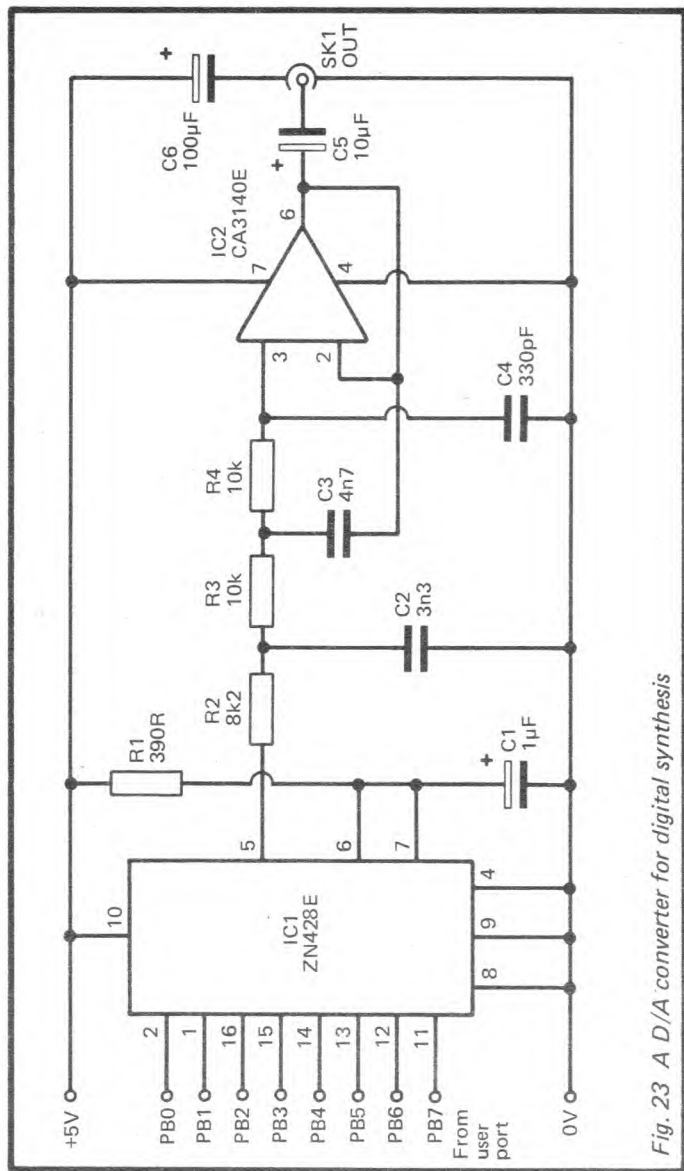 +5V
PB0
PB1
PB2
PB3
PB4
PB5
PB6
PB7
From
user
port
0V
2
1
16
15
14
13
12
11
10
IC1
ZN428E
8
9
4
5
6
7
R1
390R
C1
1µF
+
R2
8k2
C2
3n3
R3
10k
C3
4n7
R4
10k
C4
330pF
3
2
7
4
6
IC2
CA3140E
C5
10µF
+
C6
100µF
+
SK1
OUT
Fig. 23 A D/A converter for digital synthesis